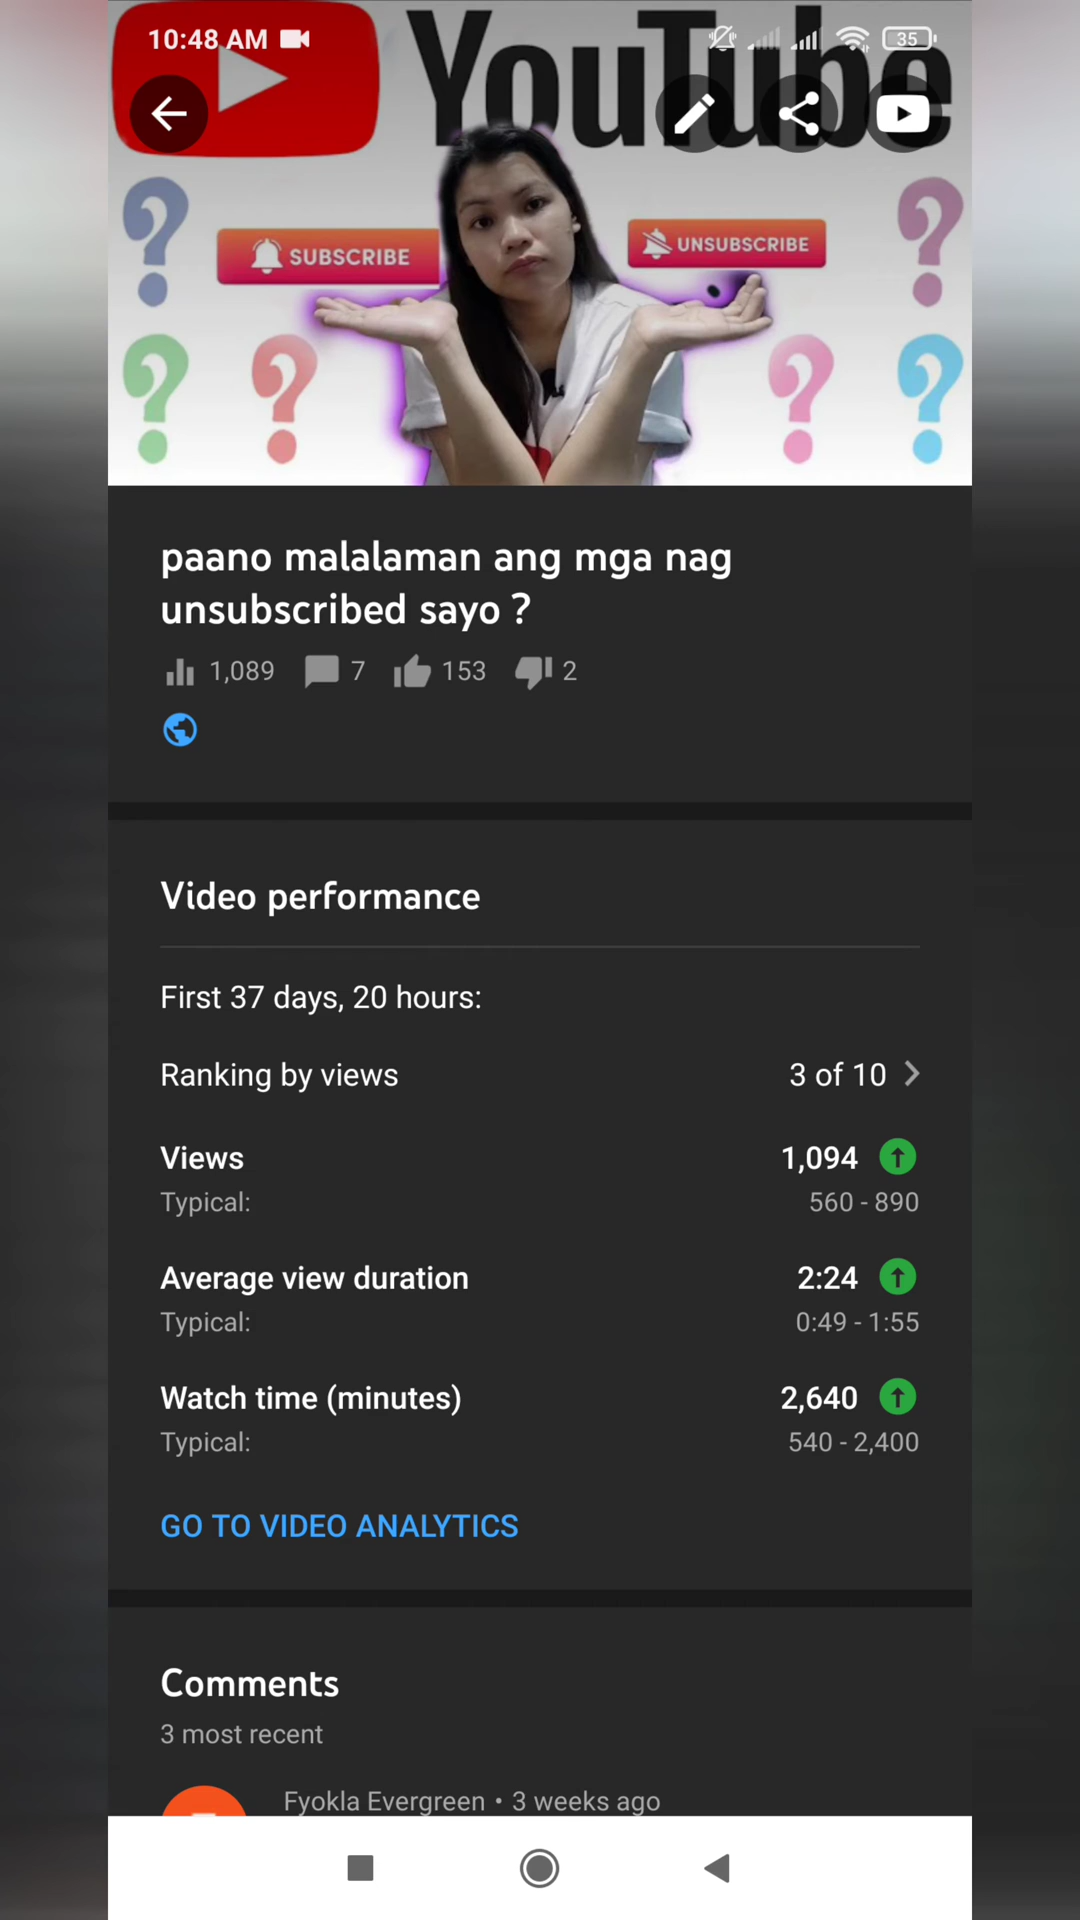 10:48 AM
35
YouTube
SUBSCRIBE
UNSUBSCRIBE
? ? ? ? ? ?
paano malalaman ang mga nag
unsubscribed sayo ?
1,089 7 153 2
Video performance
First 37 days, 20 hours:
Ranking by views 3 of 10
Views 1,094
Typical: 560 - 890
Average view duration 2:24
Typical: 0:49 - 1:55
Watch time (minutes) 2,640
Typical: 540 - 2,400
GO TO VIDEO ANALYTICS
Comments
3 most recent
Fyokla Evergreen • 3 weeks ago